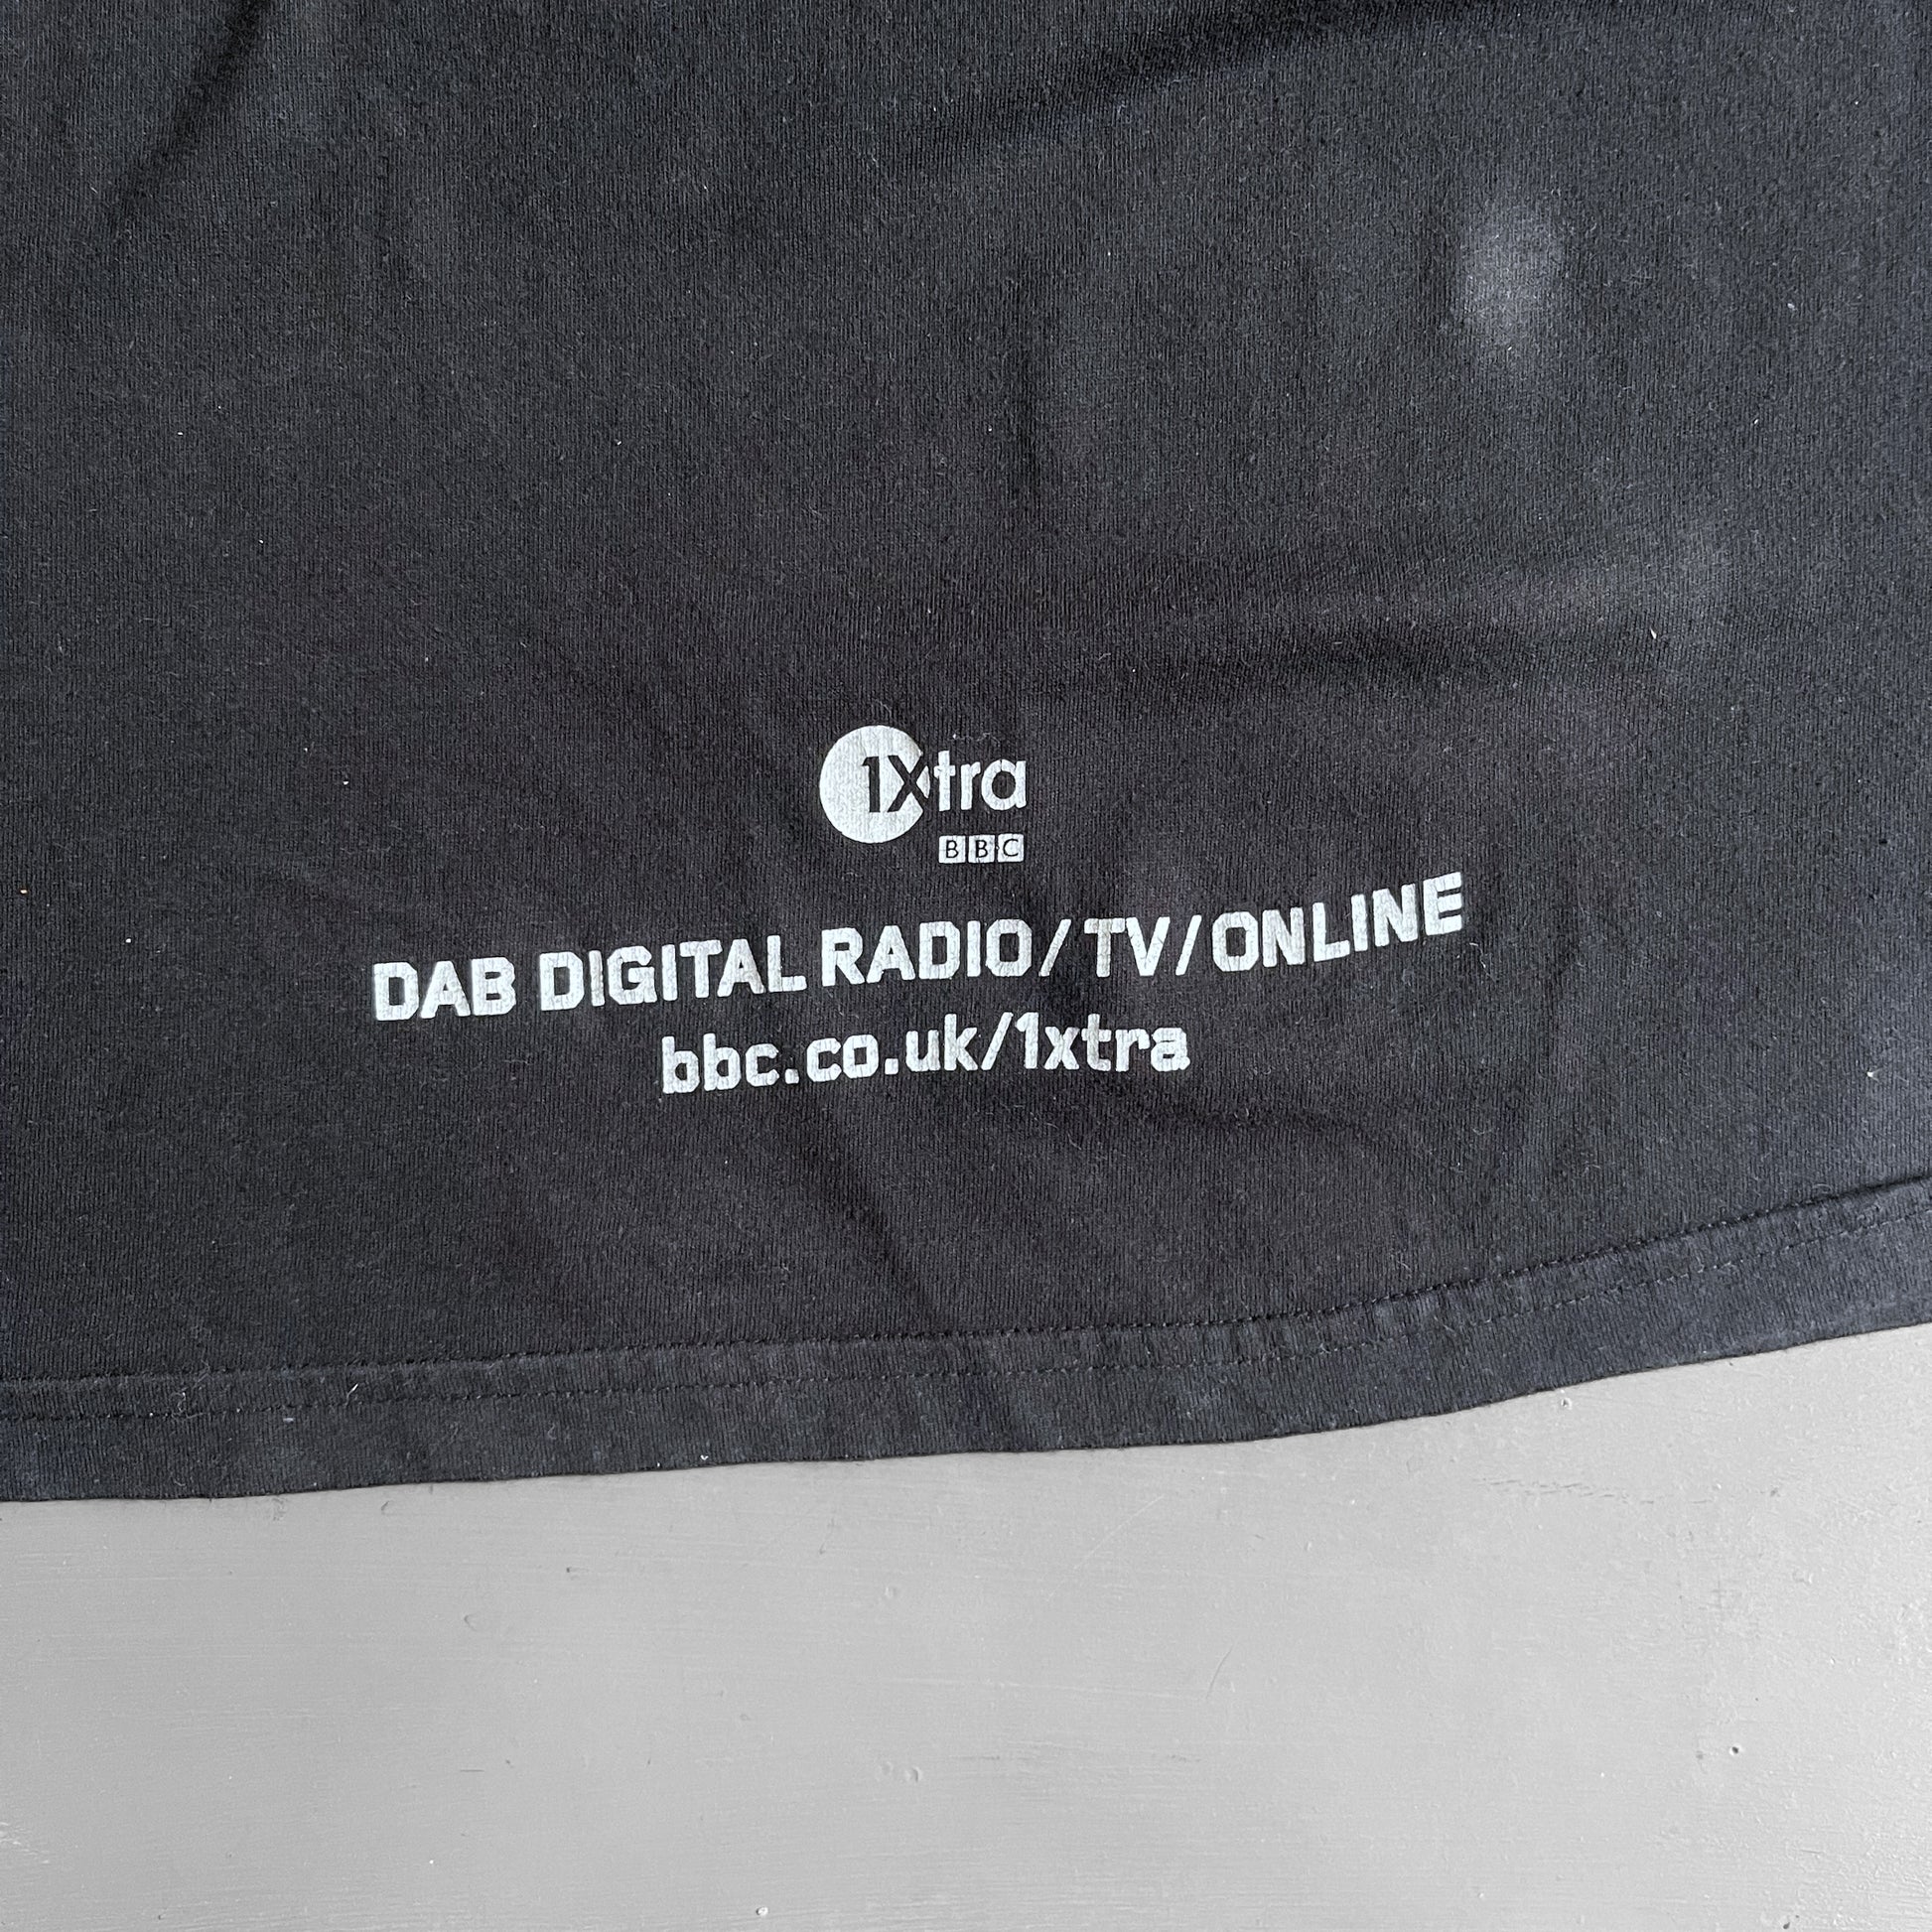 1Xtra
BBC
DAB DIGITAL RADIO/TV/ONLINE
bbc.co.uk/1xtra